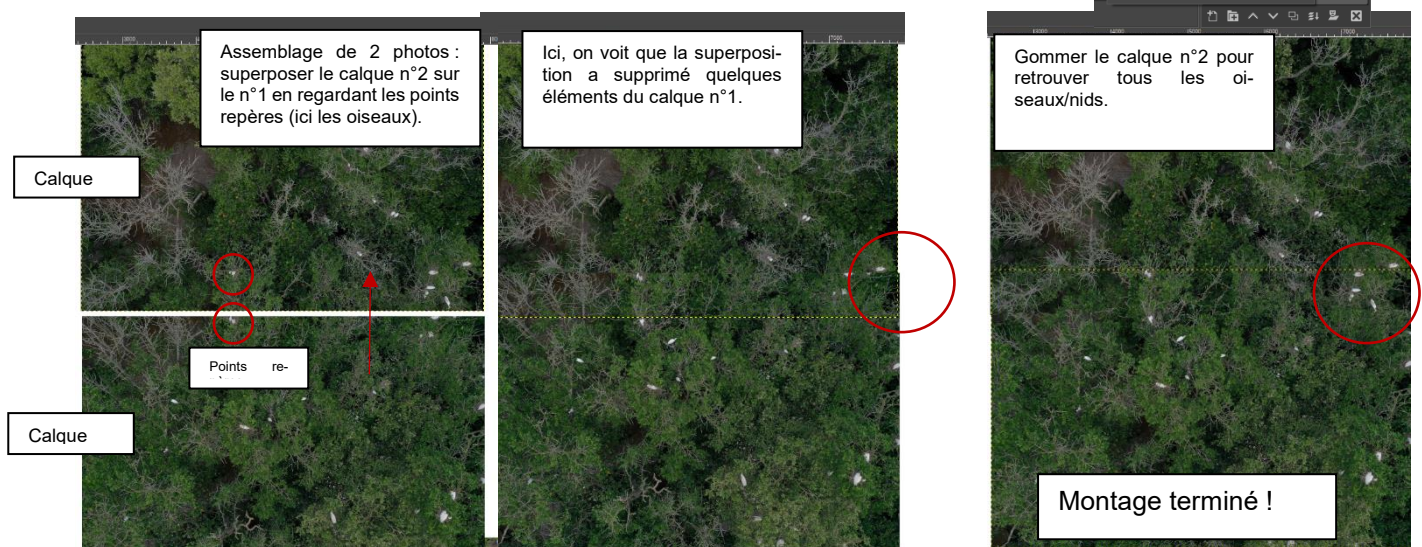 Assemblage de 2 photos :
superposer le calque n°2 sur
le n°1 en regardant les points
repères (ici les oiseaux).
Calque
Points re-
Calque
Ici, on voit que la superposi-
tion a supprimé quelques
éléments du calque n°1.
Gommer le calque n°2 pour
retrouver tous les oi-
seaux/nids.
Montage terminé !